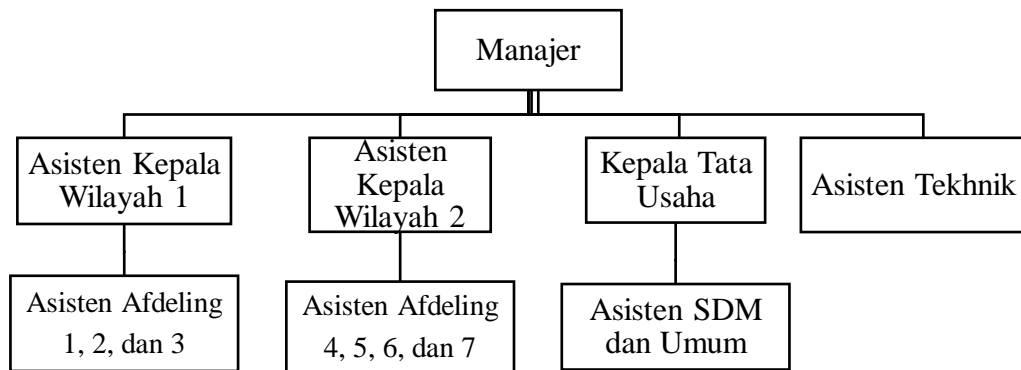 Manajer
Asisten Kepala
Wilayah 1
Asisten
Kepala
Wilayah 2
Kepala Tata
Usaha
Asisten Tekhnik
Asisten Afdeling
1, 2, dan 3
Asisten Afdeling
4, 5, 6, dan 7
Asisten SDM
dan Umum